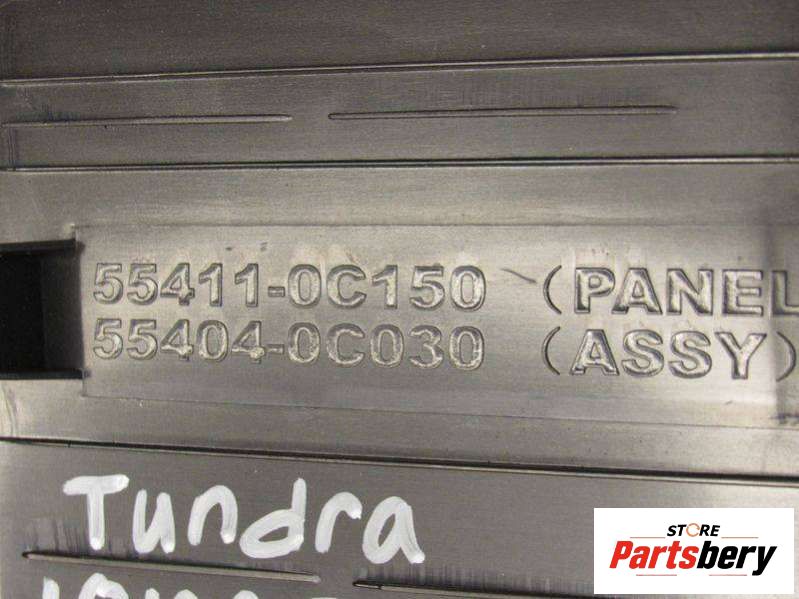 55411-0C150 (PANEL
55404-0C030 (ASSY)
Tundra
STORE
Partsbery